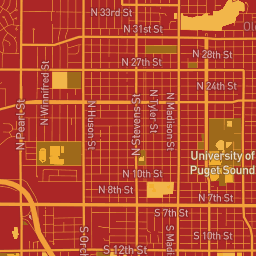 N 33rd St
N 31st St
N 28th St
N 27th St
N 24th St
N Pearl St
N Winnifred St
N Huson St
N Stevens St
N Tyler St
N Madison St
University of
Puget Sound
N 10th St
N 8th St
N 7th St
S 7th St
S 10th St
S 12th St